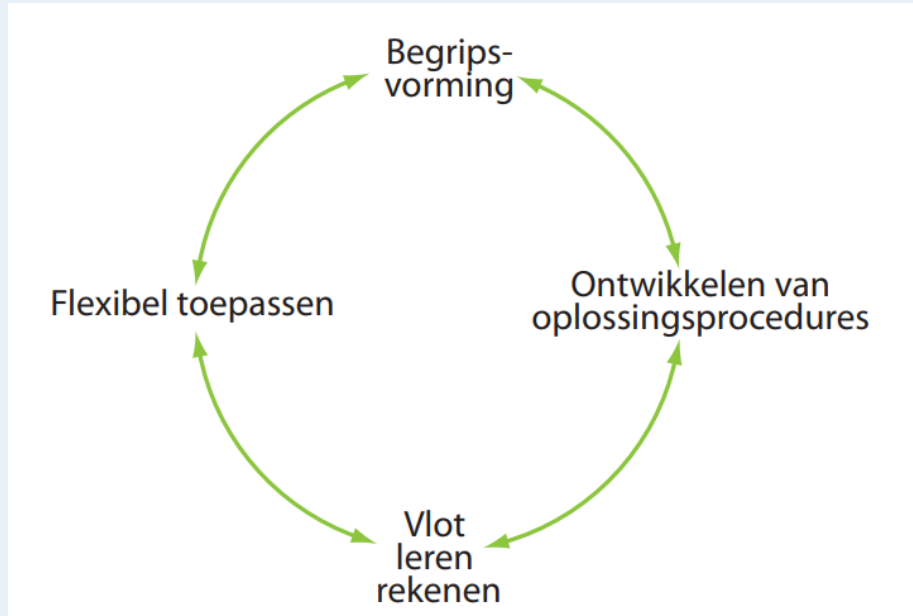 Begrips-
vorming
Flexibel toepassen
Ontwikkelen van
oplossingsprocedures
Vlot
leren
rekenen